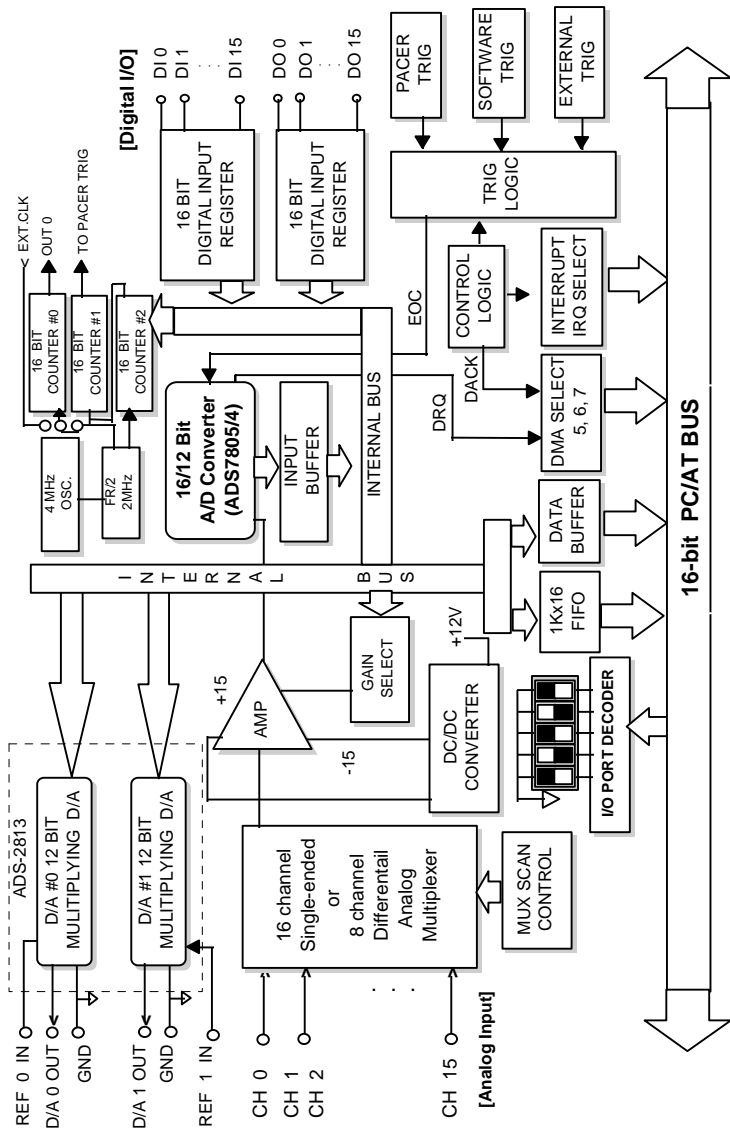 REF 0 IN
D/A 0 OUT
GND
D/A 1 OUT
GND
REF 1 IN
ADS-2813
D/A #0 12 BIT
MULITIPLYING D/A
D/A #1 12 BIT
MULITIPLYING D/A
CH 0
CH 1
CH 2
CH 15
[Analog Input]
16 channel
Single-ended
or
8 channel
Differentail
Analog
Multiplexer
MUX SCAN
CONTROL
+15
AMP
-15
GAIN
SELECT
DC/DC
CONVERTER
+12V
I/O PORT DECODER
INTERNAL BUS
4 MHz
OSC.
FR/2
2MHz
16 BIT
COUNTER #0
16 BIT
COUNTER #1
16 BIT
COUNTER #2
< EXT.CLK
OUT 0
TO PACER TRIG
16/12 Bit
A/D Converter
(ADS7805/4)
INPUT
BUFFER
INTERNAL BUS
[Digital I/O]
16 BIT
DIGITAL INPUT
REGISTER
DI 0
DI 1
DI 15
16 BIT
DIGITAL INPUT
REGISTER
DO 0
DO 1
DO 15
EOC
DRQ
DACK
CONTROL
LOGIC
TRIG
LOGIC
PACER
TRIG
SOFTWARE
TRIG
EXTERNAL
TRIG
1Kx16
FIFO
DATA
BUFFER
DMA SELECT
5, 6, 7
INTERRUPT
IRQ SELECT
16-bit PC/AT BUS